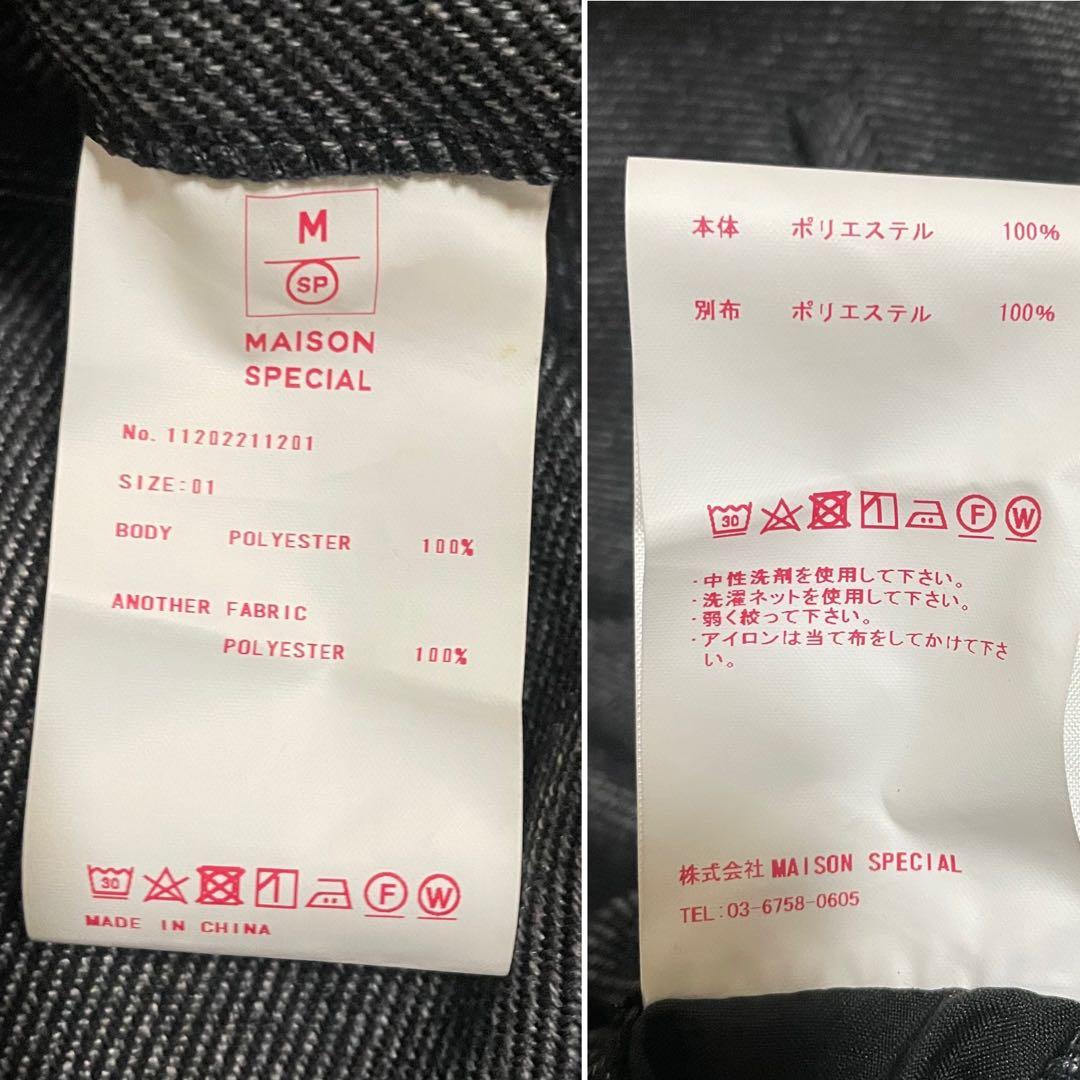 M
SP
MAISON
SPECIAL
No. 11202211201
SIZE:01
BODY POLYESTER 100%
ANOTHER FABRIC
POLYESTER 100%
30 F W
MADE IN CHINA
本体 ポリエステル 100%
別布 ポリエステル 100%
30 F W
・中性洗剤を使用して下さい。
・洗濯ネットを使用して下さい。
・弱く絞って下さい。
・アイロンは当て布をしてかけて下さ
い。
株式会社 MAISON SPECIAL
TEL:03-6758-0605